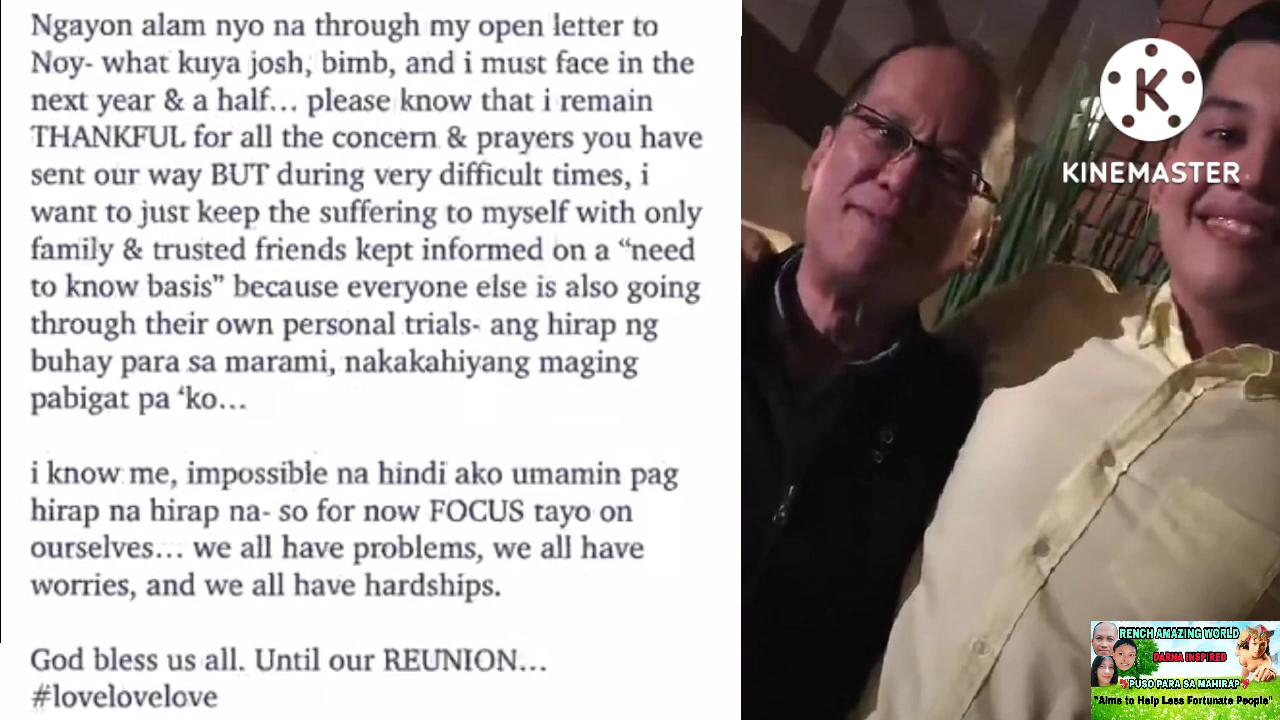 Ngayon alam nyo na through my open letter to
Noy- what kuya josh, bimb, and i must face in the
next year & a half... please know that i remain
THANKFUL for all the concern & prayers you have
sent our way BUT during very difficult times, i
want to just keep the suffering to myself with only
family & trusted friends kept informed on a “need
to know basis” because everyone else is also going
through their own personal trials- ang hirap ng
buhay para sa marami, nakakahiyang maging
pabigat pa ‘ko...
i know me, impossible na hindi ako umamin pag
hirap na hirap na- so for now FOCUS tayo on
ourselves... we all have problems, we all have
worries, and we all have hardships.
God bless us all. Until our REUNION...
#lovelovelove
K
KINEMASTER
RENCH AMAZING WORLD
DARNA INSPIRED
PUSO PARA SA MAHIRAP
"Aims to Help Less Fortunate People"